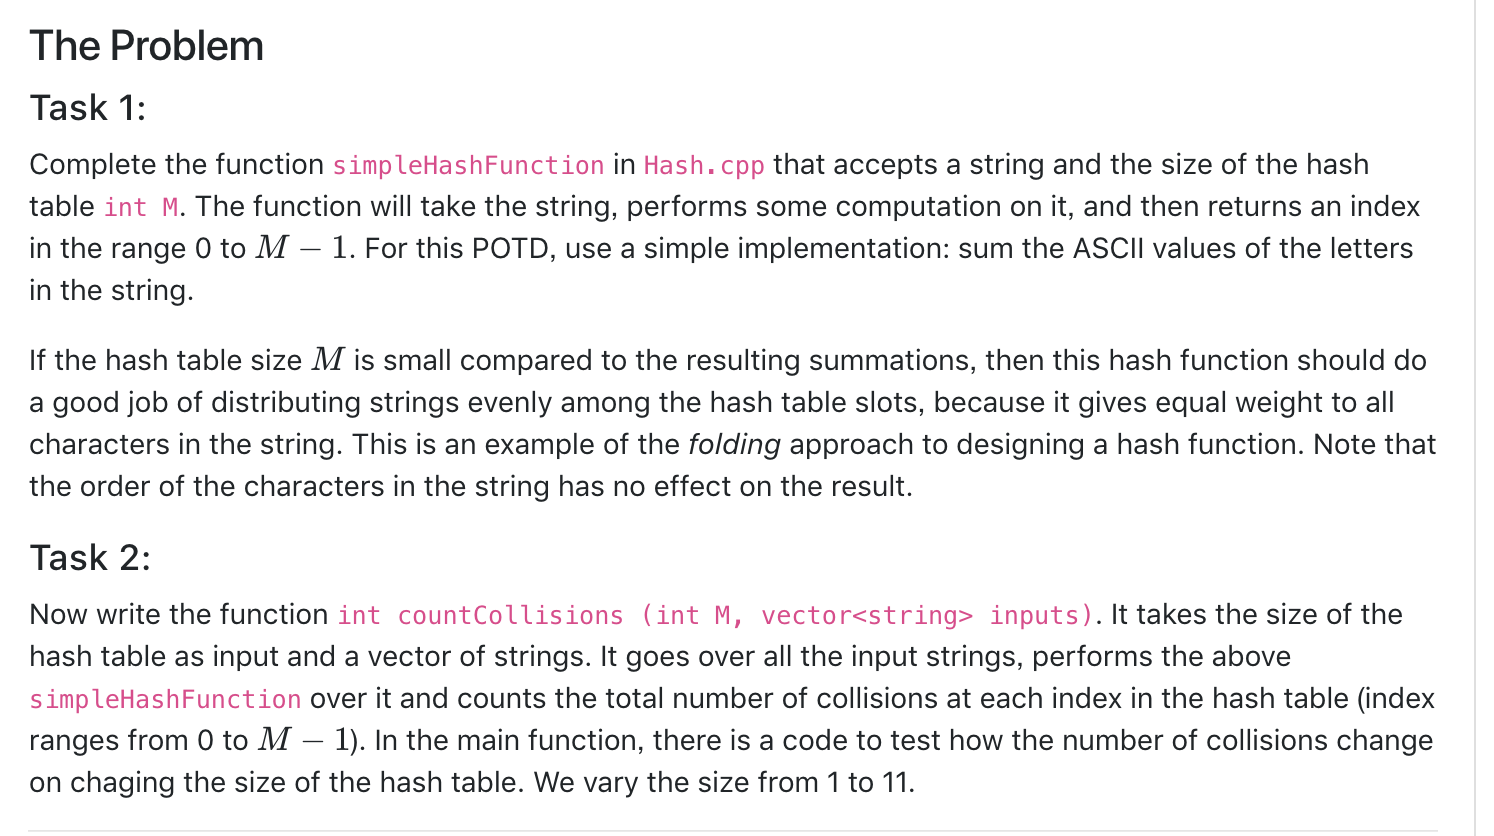 The Problem
Task 1:
Complete the function simpleHashFunction in Hash.cpp that accepts a string and the size of the hash
table int M. The function will take the string, performs some computation on it, and then returns an index
in the range 0 to M − 1. For this POTD, use a simple implementation: sum the ASCII values of the letters
in the string.
If the hash table size M is small compared to the resulting summations, then this hash function should do
a good job of distributing strings evenly among the hash table slots, because it gives equal weight to all
characters in the string. This is an example of the folding approach to designing a hash function. Note that
the order of the characters in the string has no effect on the result.
Task 2:
Now write the function int countCollisions (int M, vector<string> inputs). It takes the size of the
hash table as input and a vector of strings. It goes over all the input strings, performs the above
simpleHashFunction over it and counts the total number of collisions at each index in the hash table (index
ranges from 0 to M − 1). In the main function, there is a code to test how the number of collisions change
on chaging the size of the hash table. We vary the size from 1 to 11.